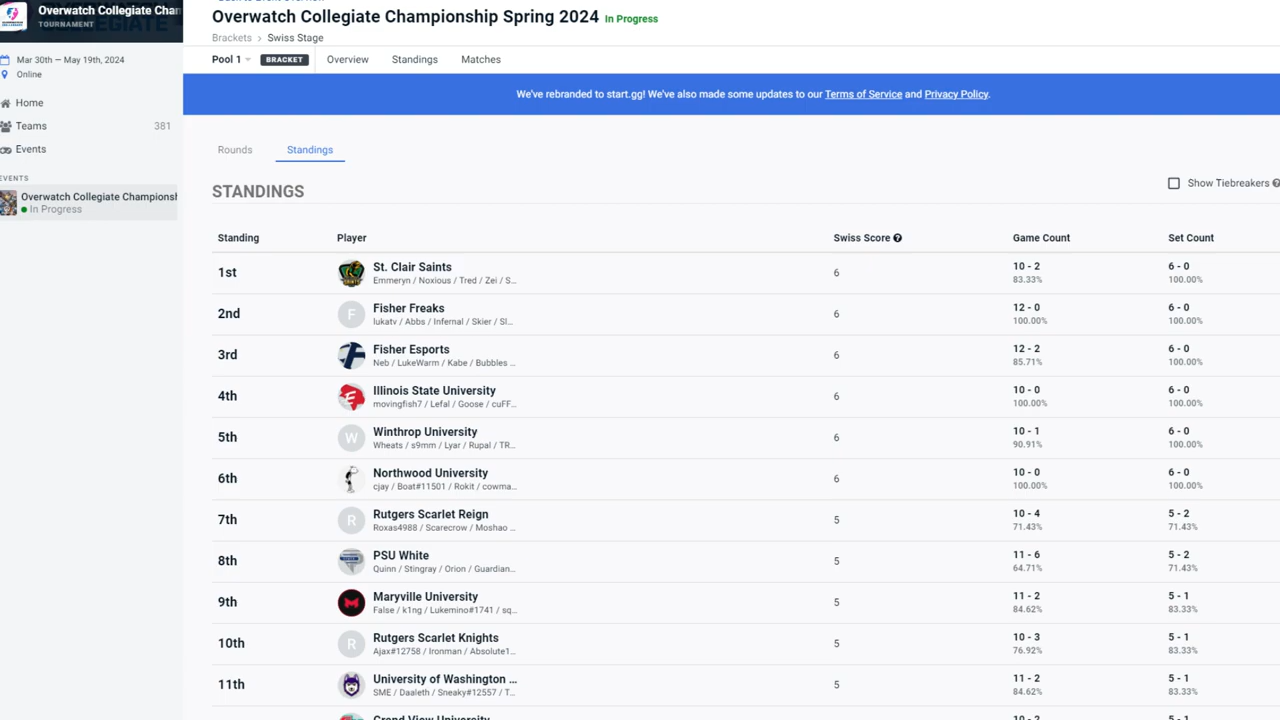 Overwatch Collegiate Chan
TOURNAMENT
Mar 30th — May 19th, 2024
Online
Home
Teams 381
Events
EVENTS
Overwatch Collegiate Championsh
In Progress
Overwatch Collegiate Championship Spring 2024 In Progress
Brackets > Swiss Stage
Pool 1 BRACKET Overview Standings Matches
We've rebranded to start.gg! We've also made some updates to our Terms of Service and Privacy Policy.
Rounds Standings
STANDINGS
Show Tiebreakers
Standing Player Swiss Score Game Count Set Count
1st St. Clair Saints 6 10 - 2 6 - 0
Emmeryn / Noxious / Tred / Zei / S... 83.33% 100.00%
2nd F Fisher Freaks 6 12 - 0 6 - 0
lukatv / Abbs / Infernal / Skier / Sl... 100.00% 100.00%
3rd Fisher Esports 6 12 - 2 6 - 0
Neb / LukeWarm / Kabe / Bubbles ... 85.71% 100.00%
4th Illinois State University 6 10 - 0 6 - 0
movingfish7 / Lefal / Goose / cuFF... 100.00% 100.00%
5th W Winthrop University 6 10 - 1 6 - 0
Wheats / s9mm / Lyar / Rupal / TR... 90.91% 100.00%
6th Northwood University 6 10 - 0 6 - 0
cjay / Boat#11501 / Rokit / cowma... 100.00% 100.00%
7th R Rutgers Scarlet Reign 5 10 - 4 5 - 2
Roxas4988 / Scarecrow / Moshao ... 71.43% 71.43%
8th PSU White 5 11 - 6 5 - 2
Quinn / Stingray / Orion / Guardian... 64.71% 71.43%
9th Maryville University 5 11 - 2 5 - 1
False / k1ng / Lukemino#1741 / sq... 84.62% 83.33%
10th R Rutgers Scarlet Knights 5 10 - 3 5 - 1
Ajax#12758 / Ironman / Absolute1... 76.92% 83.33%
11th University of Washington ... 5 11 - 2 5 - 1
SME / Daaleth / Sneaky#12557 / T... 84.62% 83.33%
Grand View University 10 - 2 5 - 1